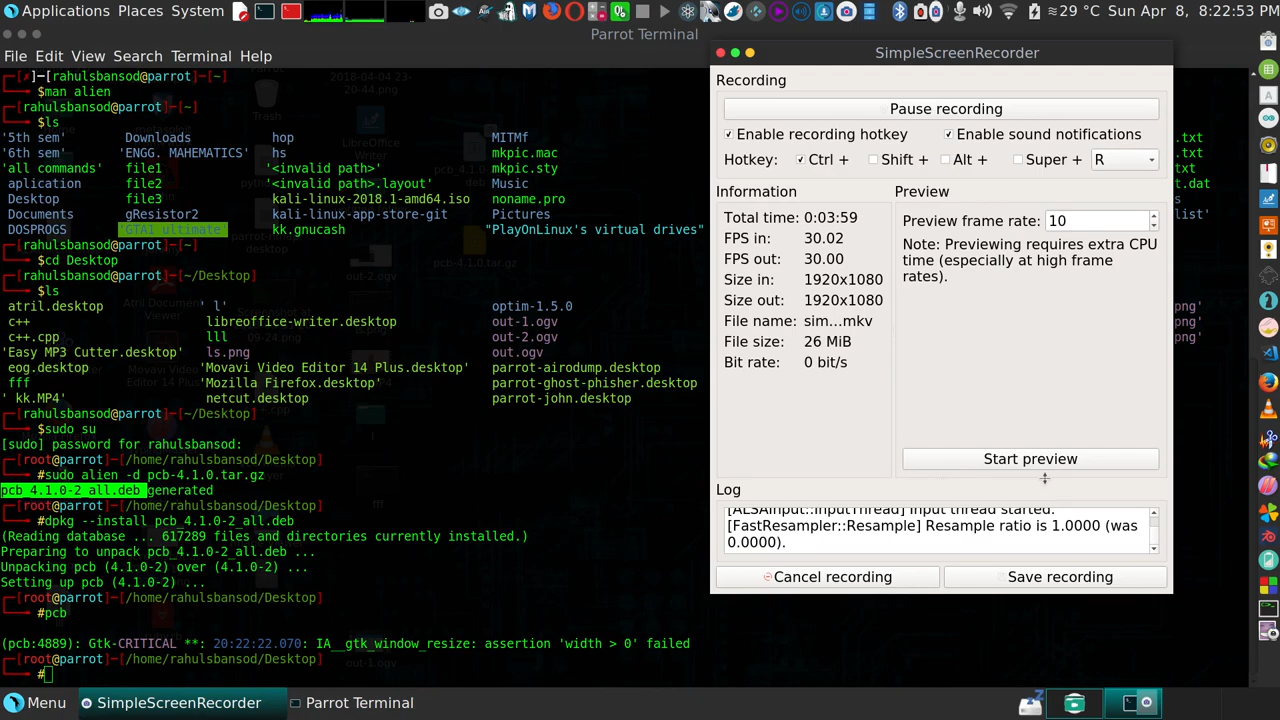 Applications Places System 29 °C Sun Apr 8, 8:22:53 PM
Parrot Terminal
File Edit View Search Terminal Help
┌─[✗]─[rahulsbansod@parrot]─[~]
└──╼ $man alien
┌─[rahulsbansod@parrot]─[~]
└──╼ $ls
'5th sem' Downloads hop MITMf .txt
'6th sem' 'ENGG. MAHEMATICS' hs mkpic.mac
'all commands' file1 '<invalid path>' mkpic.sty
aplication file2 '<invalid path>.layout' Music
Desktop file3 kali-linux-2018.1-amd64.iso noname.pro
Documents gResistor2 kali-linux-app-store-git Pictures
DOSPROGS 'GTA1 ultimate' kk.gnucash "PlayOnLinux's virtual drives"
┌─[rahulsbansod@parrot]─[~]
└──╼ $cd Desktop
┌─[rahulsbansod@parrot]─[~/Desktop]
└──╼ $ls
atril.desktop ' l' optim-1.5.0
c++ libreoffice-writer.desktop out-1.ogv
c++.cpp lll out-2.ogv
'Easy MP3 Cutter.desktop' ls.png out.ogv
eog.desktop 'Movavi Video Editor 14 Plus.desktop' parrot-airodump.desktop
fff 'Mozilla Firefox.desktop' parrot-ghost-phisher.desktop
' kk.MP4' netcut.desktop parrot-john.desktop
┌─[rahulsbansod@parrot]─[~/Desktop]
└──╼ $sudo su
[sudo] password for rahulsbansod:
┌─[root@parrot]─[/home/rahulsbansod/Desktop]
└──╼ #sudo alien -d pcb-4.1.0.tar.gz
pcb_4.1.0-2_all.deb generated
┌─[root@parrot]─[/home/rahulsbansod/Desktop]
└──╼ #dpkg --install pcb_4.1.0-2_all.deb
(Reading database ... 617289 files and directories currently installed.)
Preparing to unpack pcb_4.1.0-2_all.deb ...
Unpacking pcb (4.1.0-2) over (4.1.0-2) ...
Setting up pcb (4.1.0-2) ...
┌─[root@parrot]─[/home/rahulsbansod/Desktop]
└──╼ #pcb
(pcb:4889): Gtk-CRITICAL **: 20:22:22.070: IA__gtk_window_resize: assertion 'width > 0' failed
┌─[root@parrot]─[/home/rahulsbansod/Desktop]
└──╼ #
SimpleScreenRecorder
Recording
Pause recording
Enable recording hotkey Enable sound notifications
Hotkey: Ctrl + Shift + Alt + Super + R
Information
Total time: 0:03:59
FPS in: 30.02
FPS out: 30.00
Size in: 1920x1080
Size out: 1920x1080
File name: sim...mkv
File size: 26 MiB
Bit rate: 0 bit/s
Preview
Preview frame rate: 10
Note: Previewing requires extra CPU
time (especially at high frame
rates).
Start preview
Log
[ALSAInput::InputThread] Input thread started.
[FastResampler::Resample] Resample ratio is 1.0000 (was
0.0000).
Cancel recording Save recording
Menu SimpleScreenRecorder Parrot Terminal